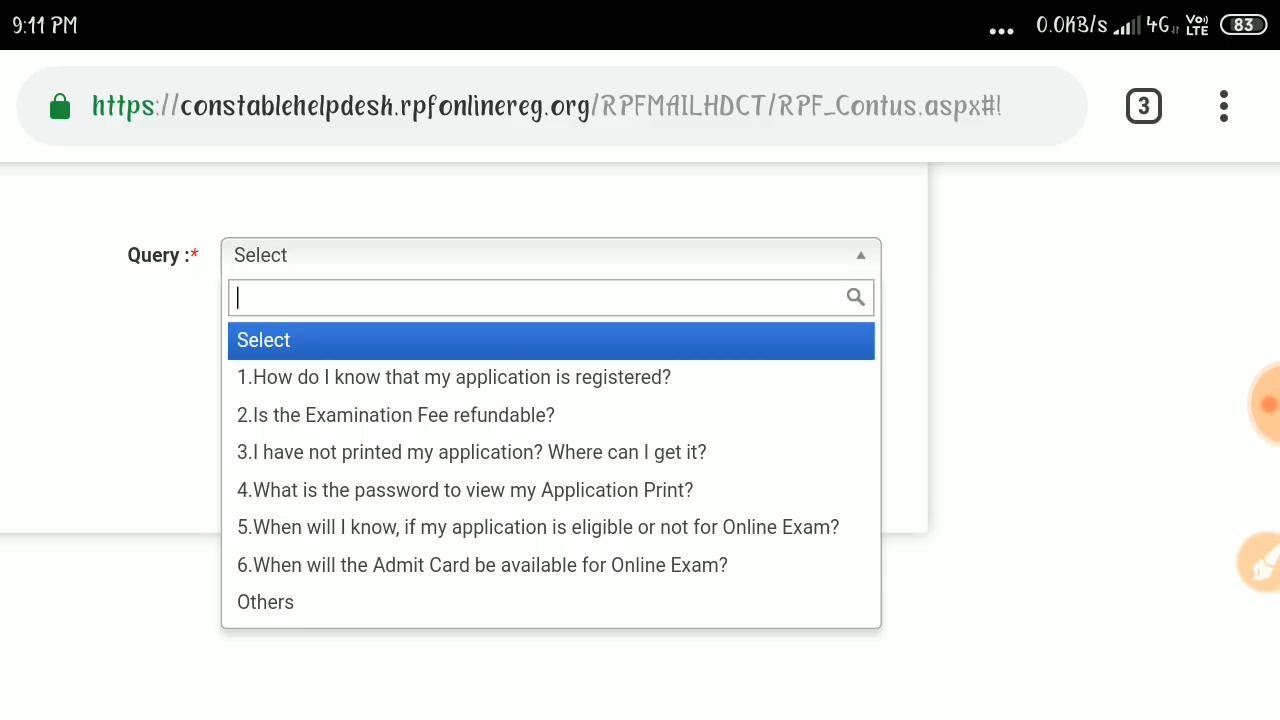 9:11 PM
... 0.0KB/s 4G VoLTE 83
https://constablehelpdesk.rpfonlinereg.org/RPFMAILHDCT/RPF_Contus.aspx#!
3
Query :*
Select
Select
1.How do I know that my application is registered?
2.Is the Examination Fee refundable?
3.I have not printed my application? Where can I get it?
4.What is the password to view my Application Print?
5.When will I know, if my application is eligible or not for Online Exam?
6.When will the Admit Card be available for Online Exam?
Others